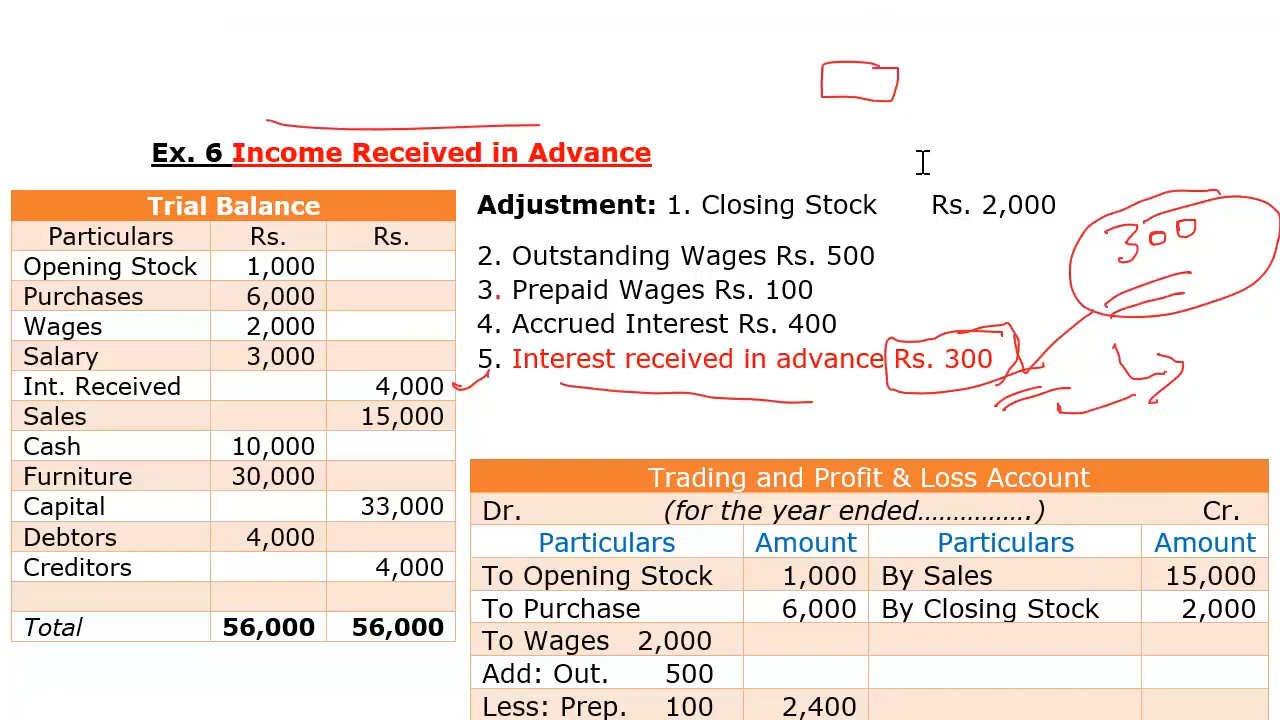 Ex. 6 Income Received in Advance
Trial Balance
Particulars Rs. Rs.
Opening Stock 1,000
Purchases 6,000
Wages 2,000
Salary 3,000
Int. Received 4,000
Sales 15,000
Cash 10,000
Furniture 30,000
Capital 33,000
Debtors 4,000
Creditors 4,000
Total 56,000 56,000
Adjustment: 1. Closing Stock Rs. 2,000
2. Outstanding Wages Rs. 500
3. Prepaid Wages Rs. 100
4. Accrued Interest Rs. 400
5. Interest received in advance Rs. 300
300
Trading and Profit & Loss Account
Dr. (for the year ended…………….) Cr.
Particulars Amount Particulars Amount
To Opening Stock 1,000 By Sales 15,000
To Purchase 6,000 By Closing Stock 2,000
To Wages 2,000
Add: Out. 500
Less: Prep. 100 2,400